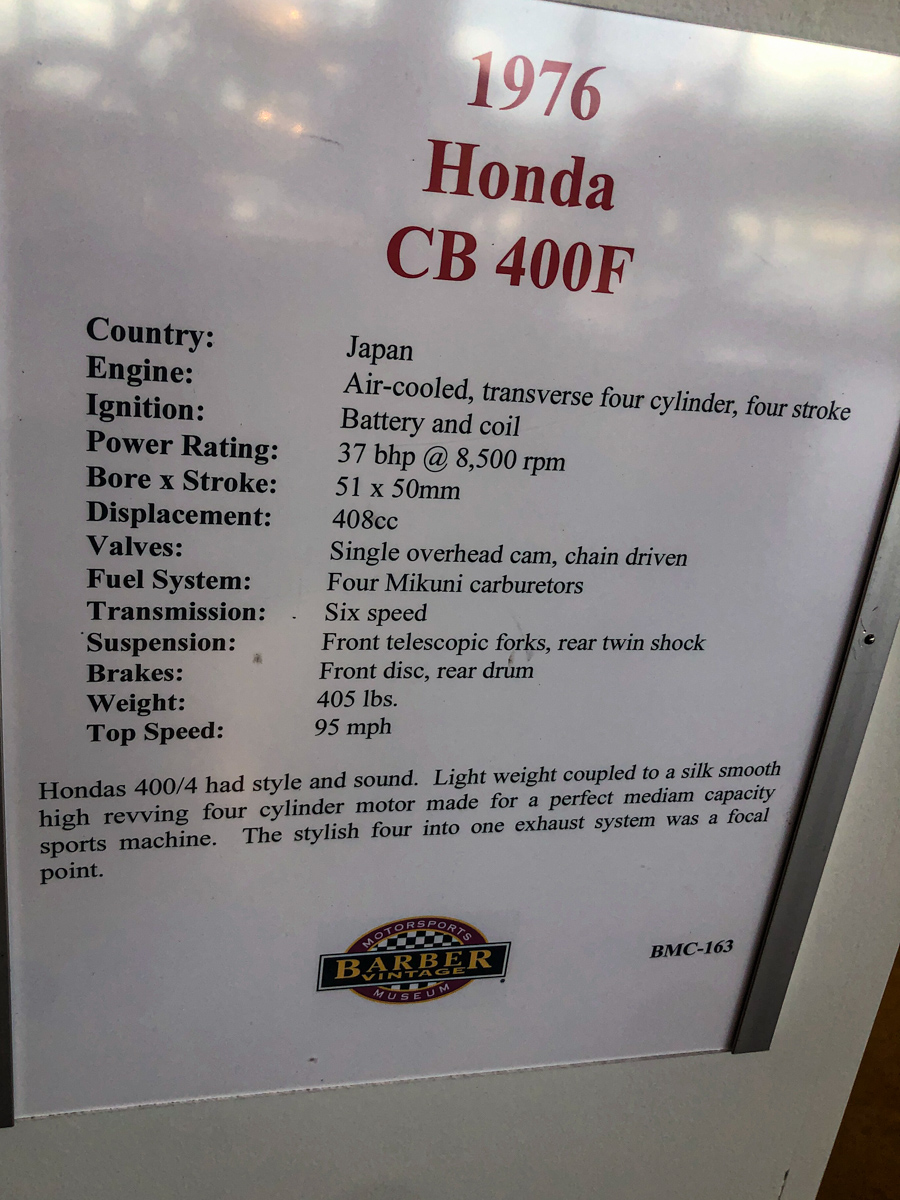 1976
Honda
CB 400F
Country: Japan
Engine: Air-cooled, transverse four cylinder, four stroke
Ignition: Battery and coil
Power Rating: 37 bhp @ 8,500 rpm
Bore x Stroke: 51 x 50mm
Displacement: 408cc
Valves: Single overhead cam, chain driven
Fuel System: Four Mikuni carburetors
Transmission: Six speed
Suspension: Front telescopic forks, rear twin shock
Brakes: Front disc, rear drum
Weight: 405 lbs.
Top Speed: 95 mph
Hondas 400/4 had style and sound. Light weight coupled to a silk smooth
high revving four cylinder motor made for a perfect mediam capacity
sports machine. The stylish four into one exhaust system was a focal
point.
MOTORSPORTS
BARBER
VINTAGE
MUSEUM
BMC-163